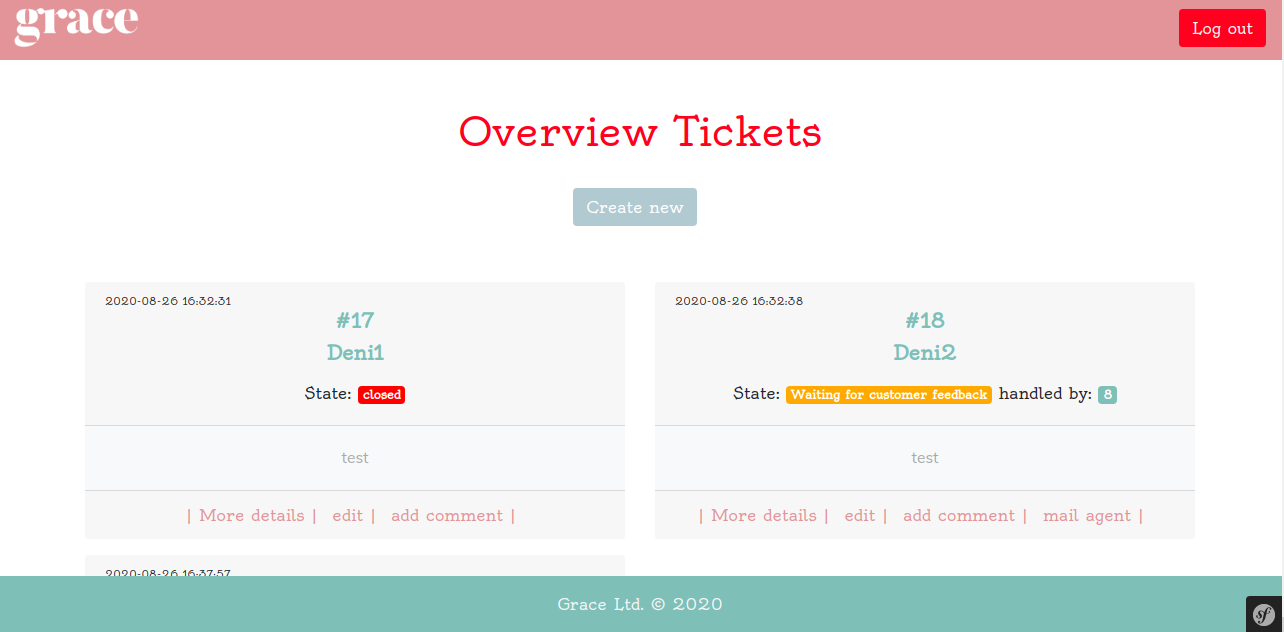 grace
Log out
Overview Tickets
Create new
2020-08-26 16:32:31
#17
Deni1
State: closed
test
| More details | edit | add comment |
2020-08-26 16:32:38
#18
Deni2
State: Waiting for customer feedback handled by: 8
test
| More details | edit | add comment | mail agent |
2020-08-26 16:37:57
Grace Ltd. © 2020
sf